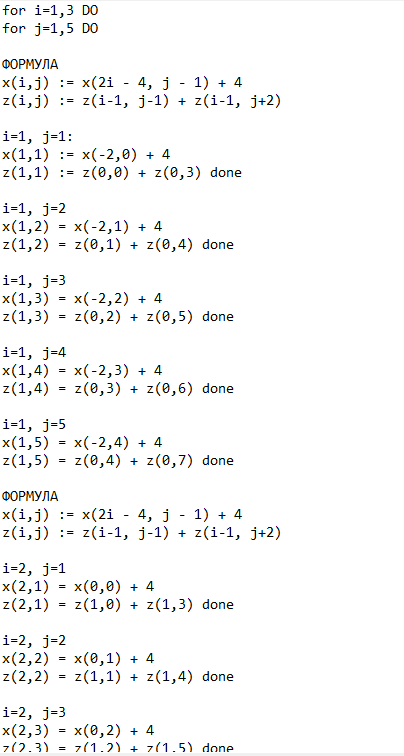 for i=1,3 DO
for j=1,5 DO
ФОРМУЛА
x(i,j) := x(2i - 4, j - 1) + 4
z(i,j) := z(i-1, j-1) + z(i-1, j+2)
i=1, j=1:
x(1,1) := x(-2,0) + 4
z(1,1) := z(0,0) + z(0,3) done
i=1, j=2
x(1,2) = x(-2,1) + 4
z(1,2) = z(0,1) + z(0,4) done
i=1, j=3
x(1,3) = x(-2,2) + 4
z(1,3) = z(0,2) + z(0,5) done
i=1, j=4
x(1,4) = x(-2,3) + 4
z(1,4) = z(0,3) + z(0,6) done
i=1, j=5
x(1,5) = x(-2,4) + 4
z(1,5) = z(0,4) + z(0,7) done
ФОРМУЛА
x(i,j) := x(2i - 4, j - 1) + 4
z(i,j) := z(i-1, j-1) + z(i-1, j+2)
i=2, j=1
x(2,1) = x(0,0) + 4
z(2,1) = z(1,0) + z(1,3) done
i=2, j=2
x(2,2) = x(0,1) + 4
z(2,2) = z(1,1) + z(1,4) done
i=2, j=3
x(2,3) = x(0,2) + 4
z(2,3) = z(1,2) + z(1,5) done